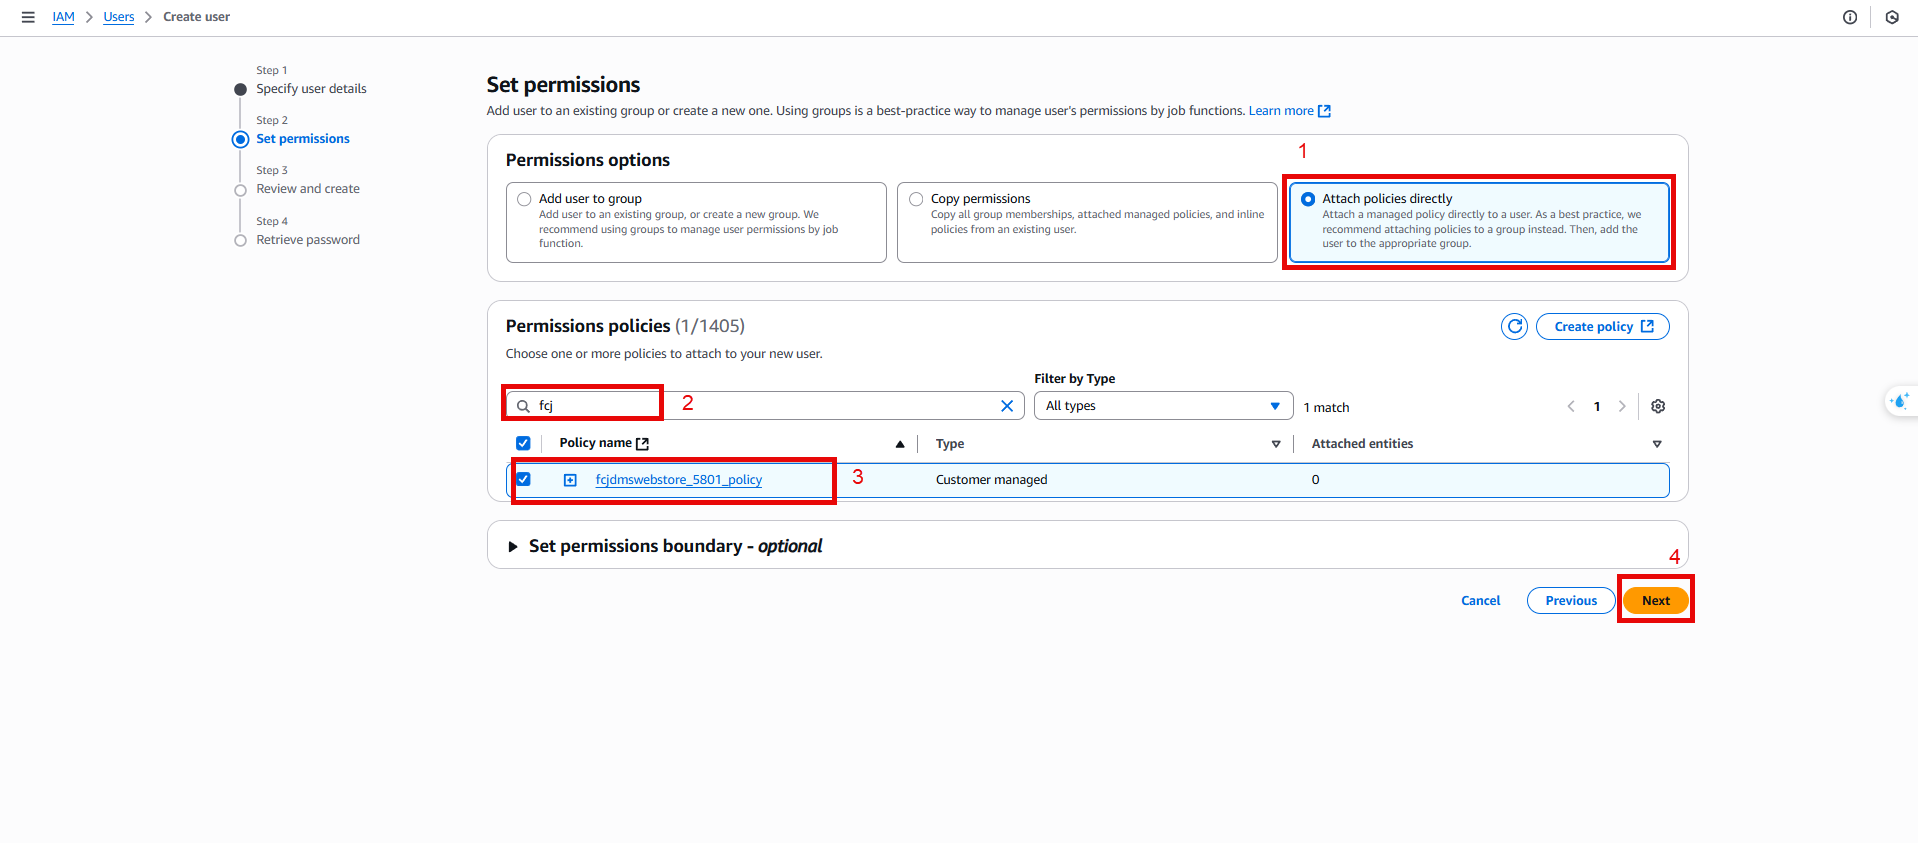 IAM > Users > Create user
Step 1
Specify user details
Step 2
Set permissions
Step 3
Review and create
Step 4
Retrieve password
Set permissions
Add user to an existing group or create a new one. Using groups is a best-practice way to manage user's permissions by job functions. Learn more
Permissions options
1
Add user to group
Add user to an existing group, or create a new group. We
recommend using groups to manage user permissions by job
function.
Copy permissions
Copy all group memberships, attached managed policies, and inline
policies from an existing user.
Attach policies directly
Attach a managed policy directly to a user. As a best practice, we
recommend attaching policies to a group instead. Then, add the
user to the appropriate group.
Permissions policies (1/1405)
Create policy
Choose one or more policies to attach to your new user.
Filter by Type
fcj
2
All types
1 match
1
Policy name
Type
Attached entities
fcjdmswebstore_5801_policy
3
Customer managed
0
Set permissions boundary - optional
4
Cancel
Previous
Next